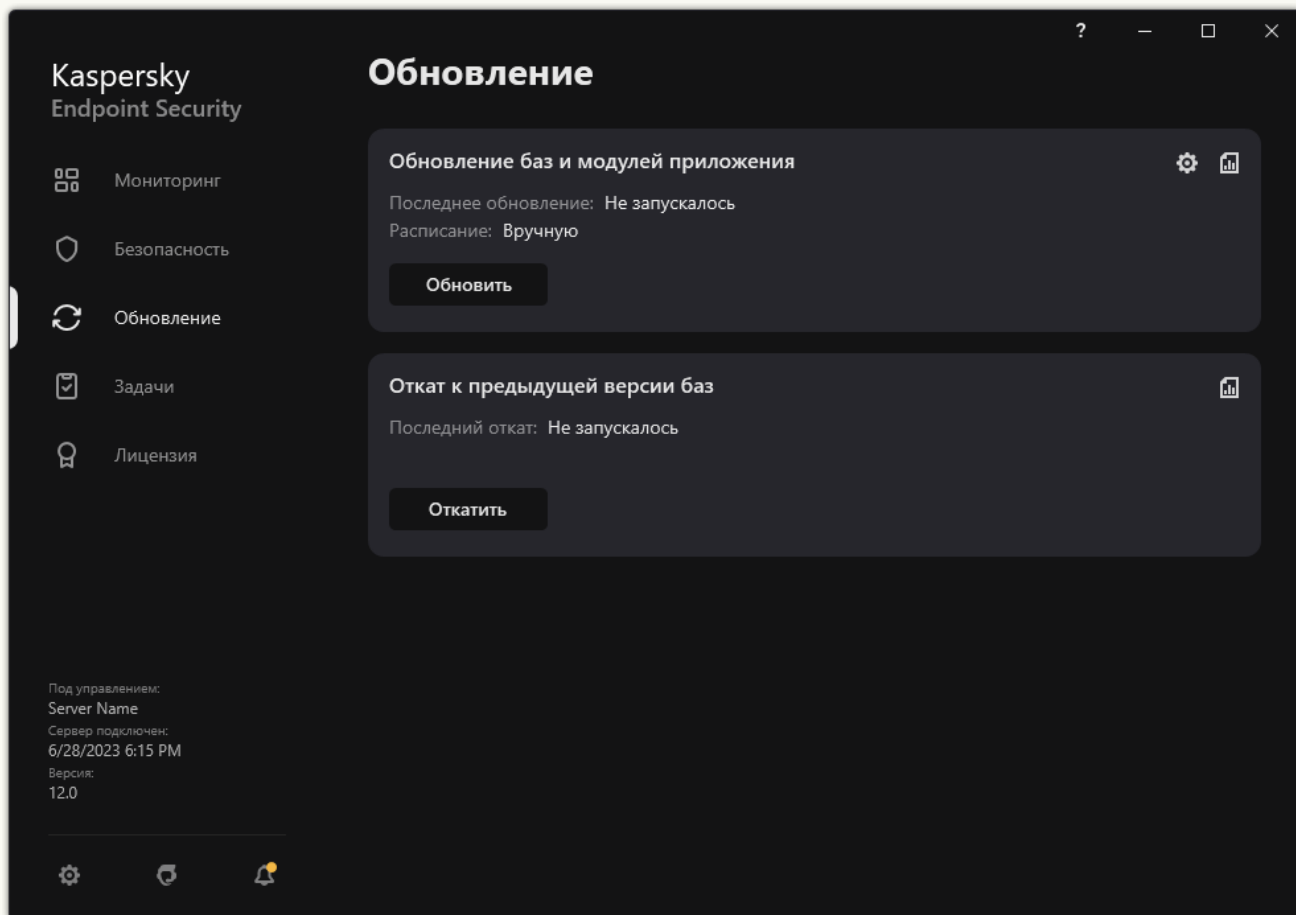 ?
Kaspersky
Endpoint Security
Мониторинг
Безопасность
Обновление
Задачи
Лицензия
Под управлением:
Server Name
Сервер подключен:
6/28/2023 6:15 PM
Версия:
12.0
Обновление
Обновление баз и модулей приложения
Последнее обновление: Не запускалось
Расписание: Вручную
Обновить
Откат к предыдущей версии баз
Последний откат: Не запускалось
Откатить